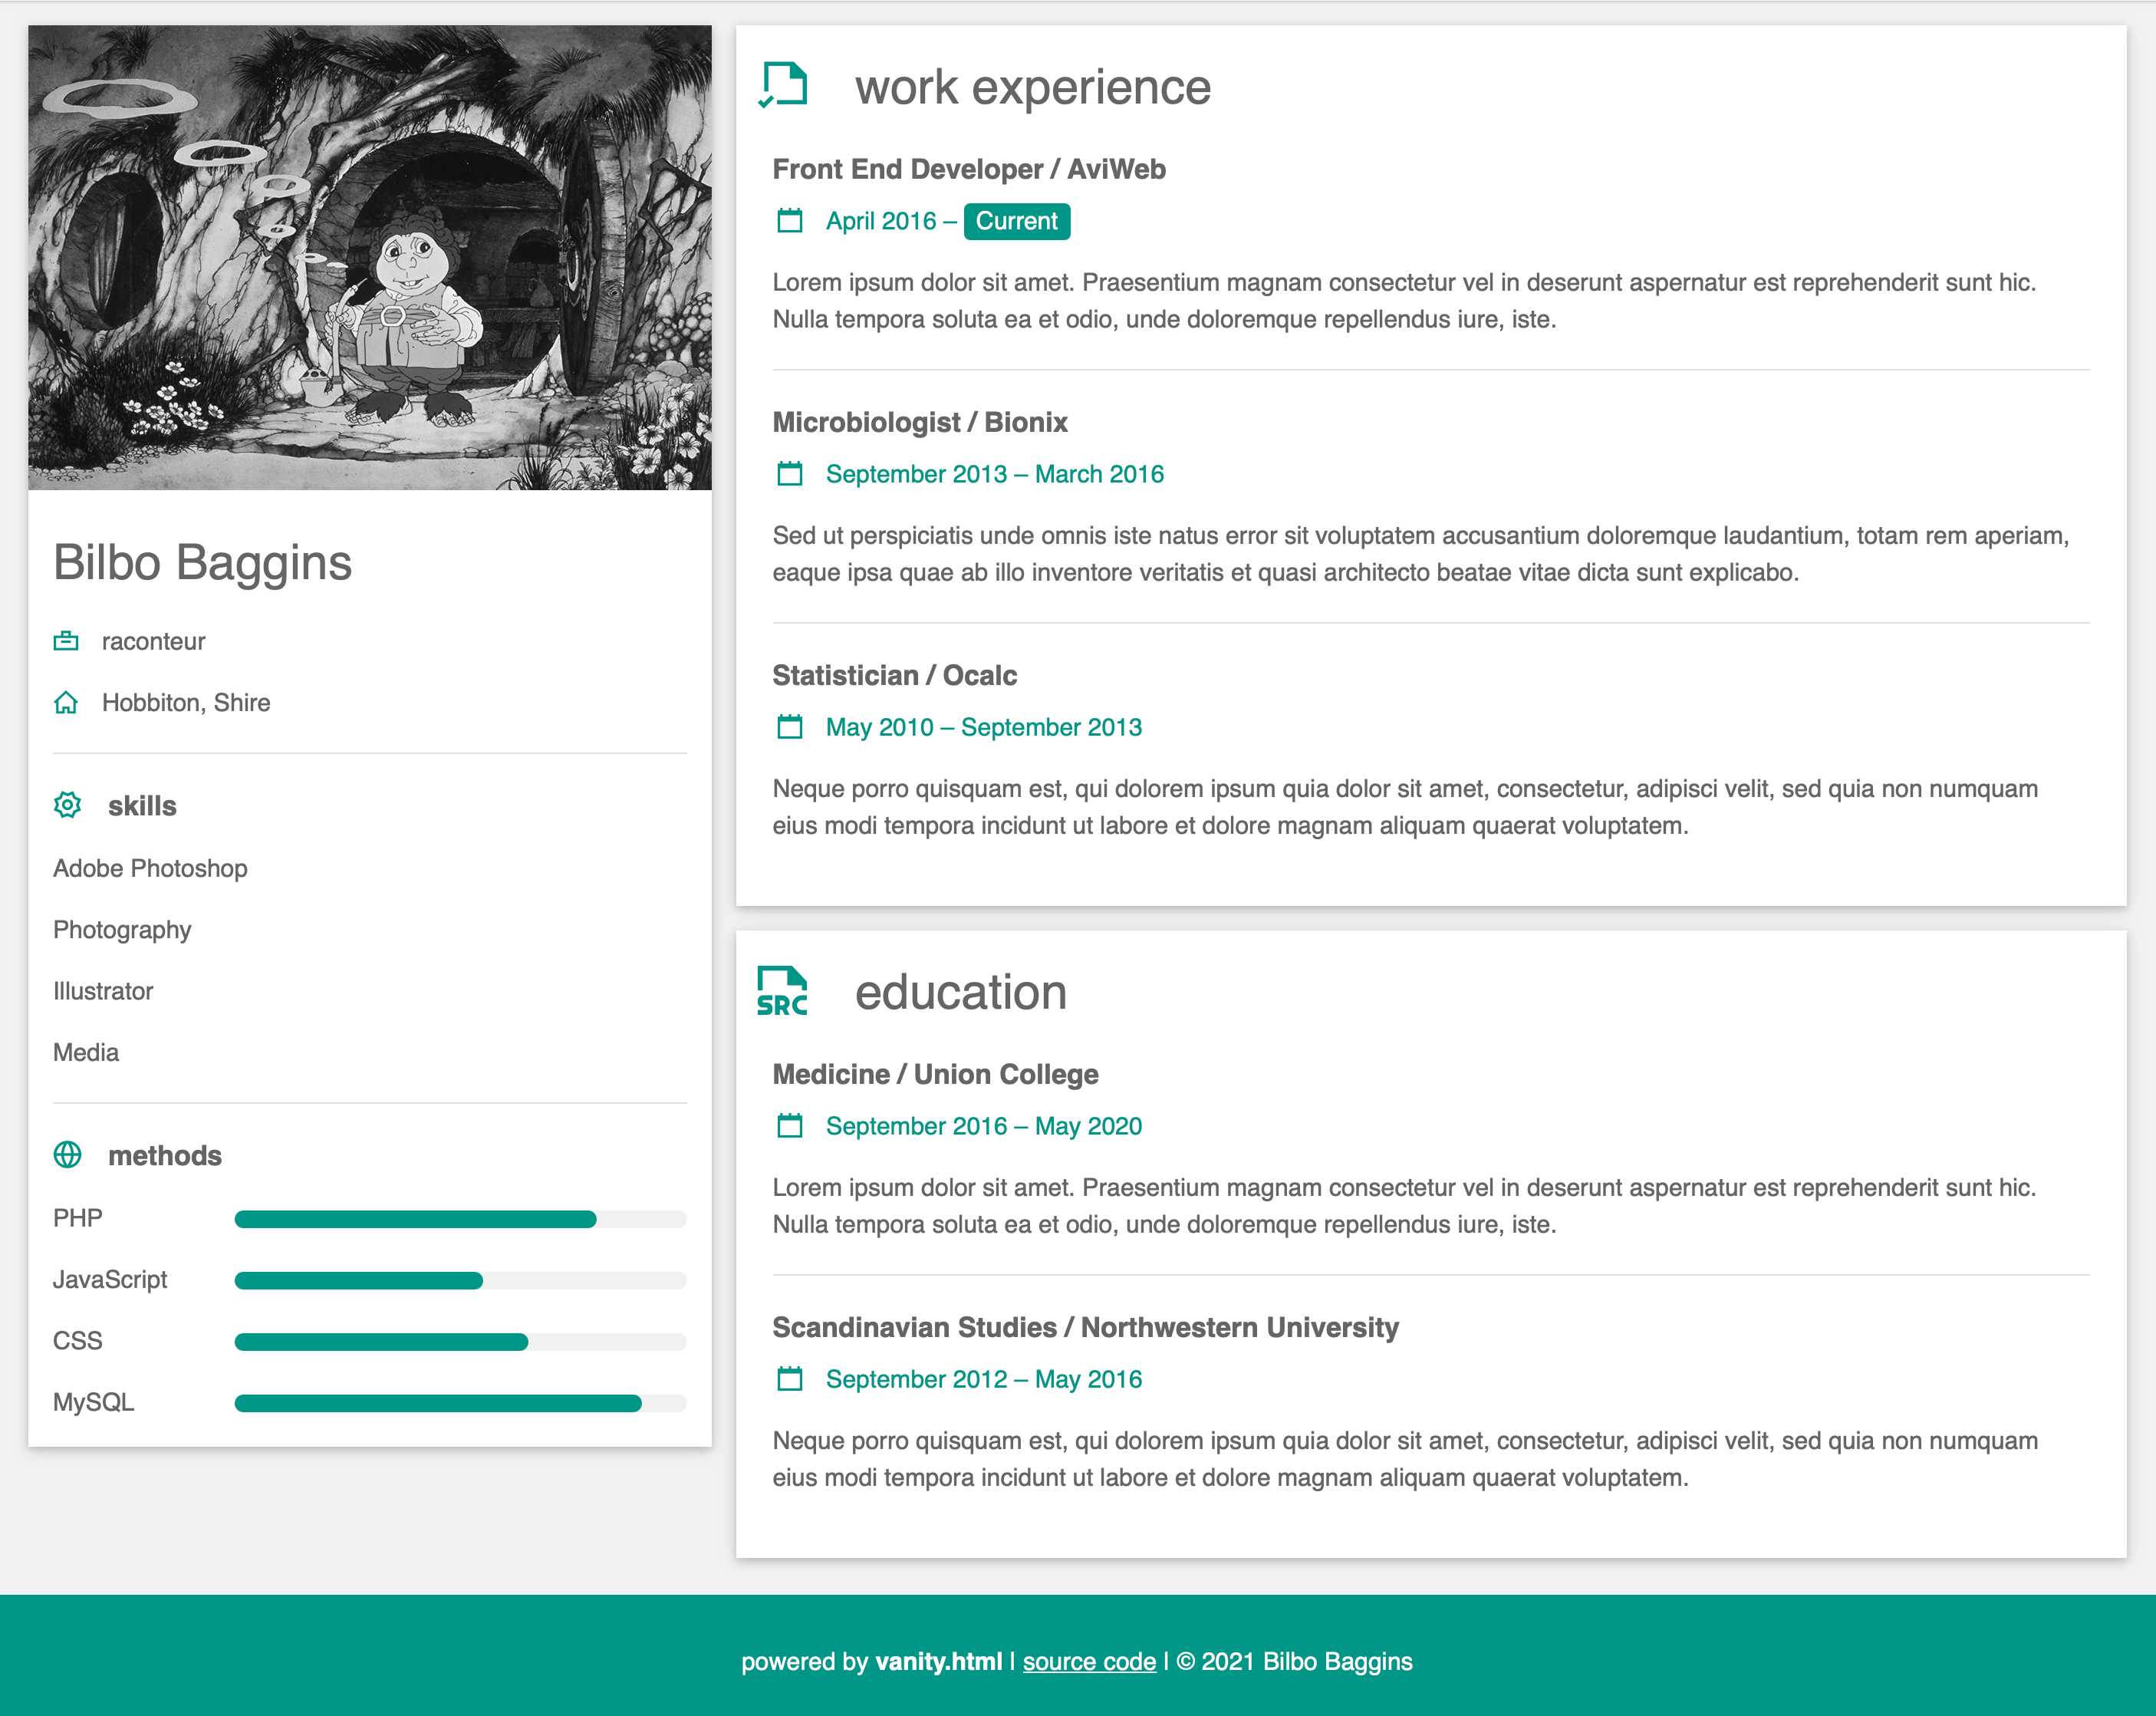 Bilbo Baggins
raconteur
Hobbiton, Shire
skills
Adobe Photoshop
Photography
Illustrator
Media
methods
PHP
JavaScript
CSS
MySQL
work experience
Front End Developer / AviWeb
April 2016 – Current
Lorem ipsum dolor sit amet. Praesentium magnam consectetur vel in deserunt aspernatur est reprehenderit sunt hic.
Nulla tempora soluta ea et odio, unde doloremque repellendus iure, iste.
Microbiologist / Bionix
September 2013 – March 2016
Sed ut perspiciatis unde omnis iste natus error sit voluptatem accusantium doloremque laudantium, totam rem aperiam,
eaque ipsa quae ab illo inventore veritatis et quasi architecto beatae vitae dicta sunt explicabo.
Statistician / Ocalc
May 2010 – September 2013
Neque porro quisquam est, qui dolorem ipsum quia dolor sit amet, consectetur, adipisci velit, sed quia non numquam
eius modi tempora incidunt ut labore et dolore magnam aliquam quaerat voluptatem.
SRC education
Medicine / Union College
September 2016 – May 2020
Lorem ipsum dolor sit amet. Praesentium magnam consectetur vel in deserunt aspernatur est reprehenderit sunt hic.
Nulla tempora soluta ea et odio, unde doloremque repellendus iure, iste.
Scandinavian Studies / Northwestern University
September 2012 – May 2016
Neque porro quisquam est, qui dolorem ipsum quia dolor sit amet, consectetur, adipisci velit, sed quia non numquam
eius modi tempora incidunt ut labore et dolore magnam aliquam quaerat voluptatem.
powered by vanity.html | source code | © 2021 Bilbo Baggins